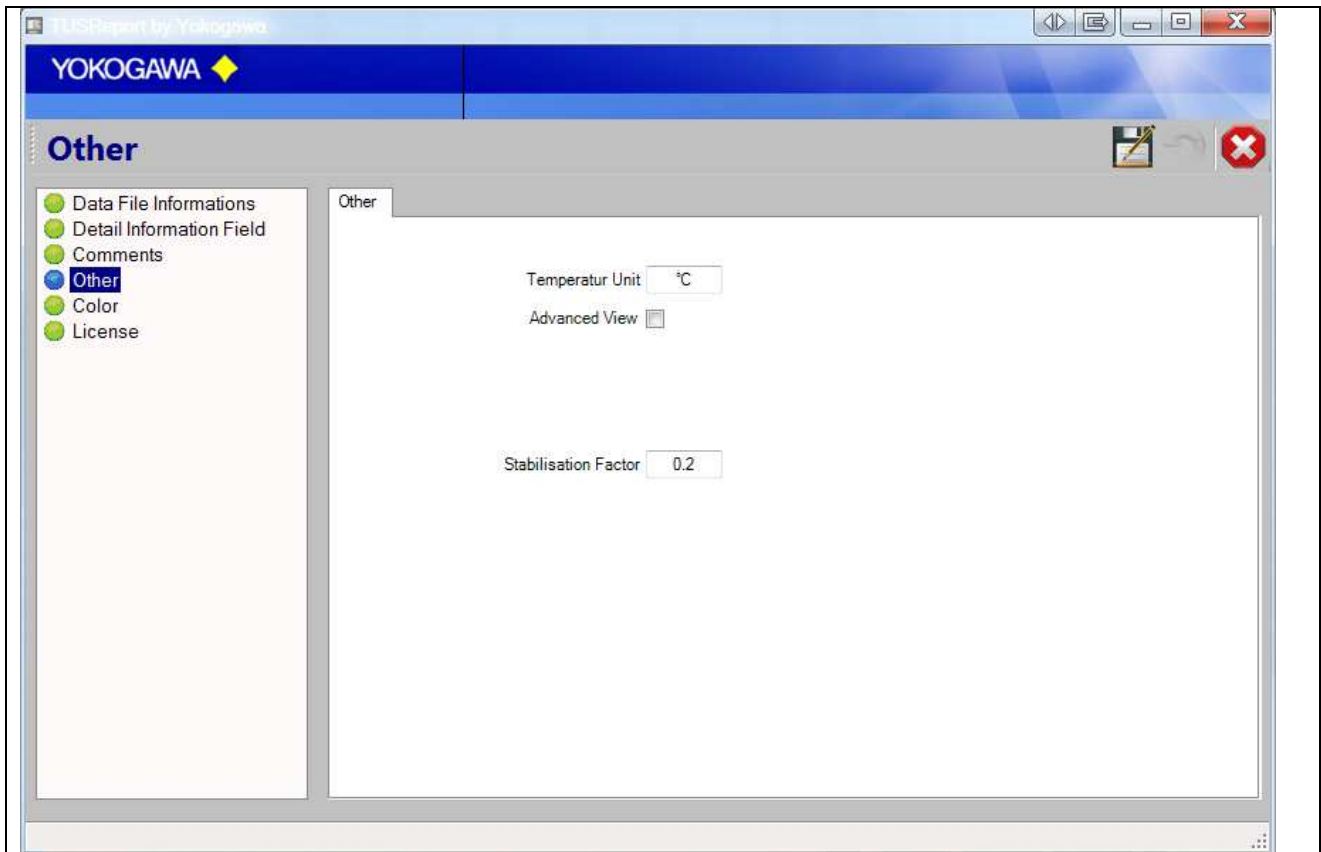 TUSReport by Yokogawa
YOKOGAWA
Other
Data File Informations
Detail Information Field
Comments
Other
Color
License
Other
Temperatur Unit °C
Advanced View
Stabilisation Factor 0.2